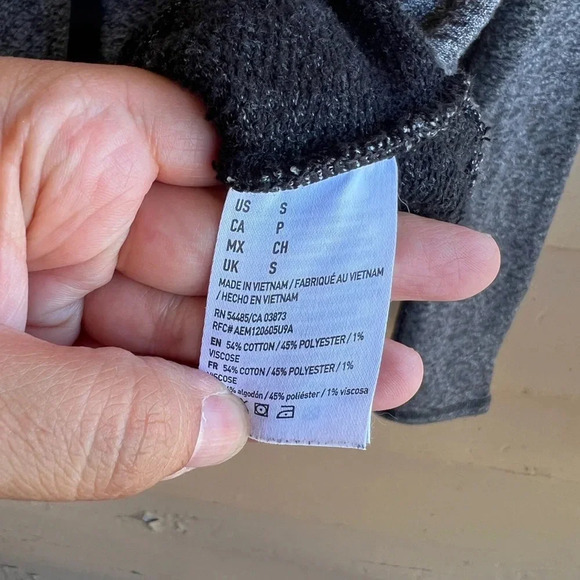 US S
CA P
MX CH
UK S
MADE IN VIETNAM / FABRIQUÉ AU VIETNAM
/ HECHO EN VIETNAM
RN 54485/CA 03873
RFC# AEM120605U9A
EN 54% COTTON / 45% POLYESTER / 1%
VISCOSE
FR 54% COTON / 45% POLYESTER / 1%
VISCOSE
algodón / 45% poliéster / 1% viscosa